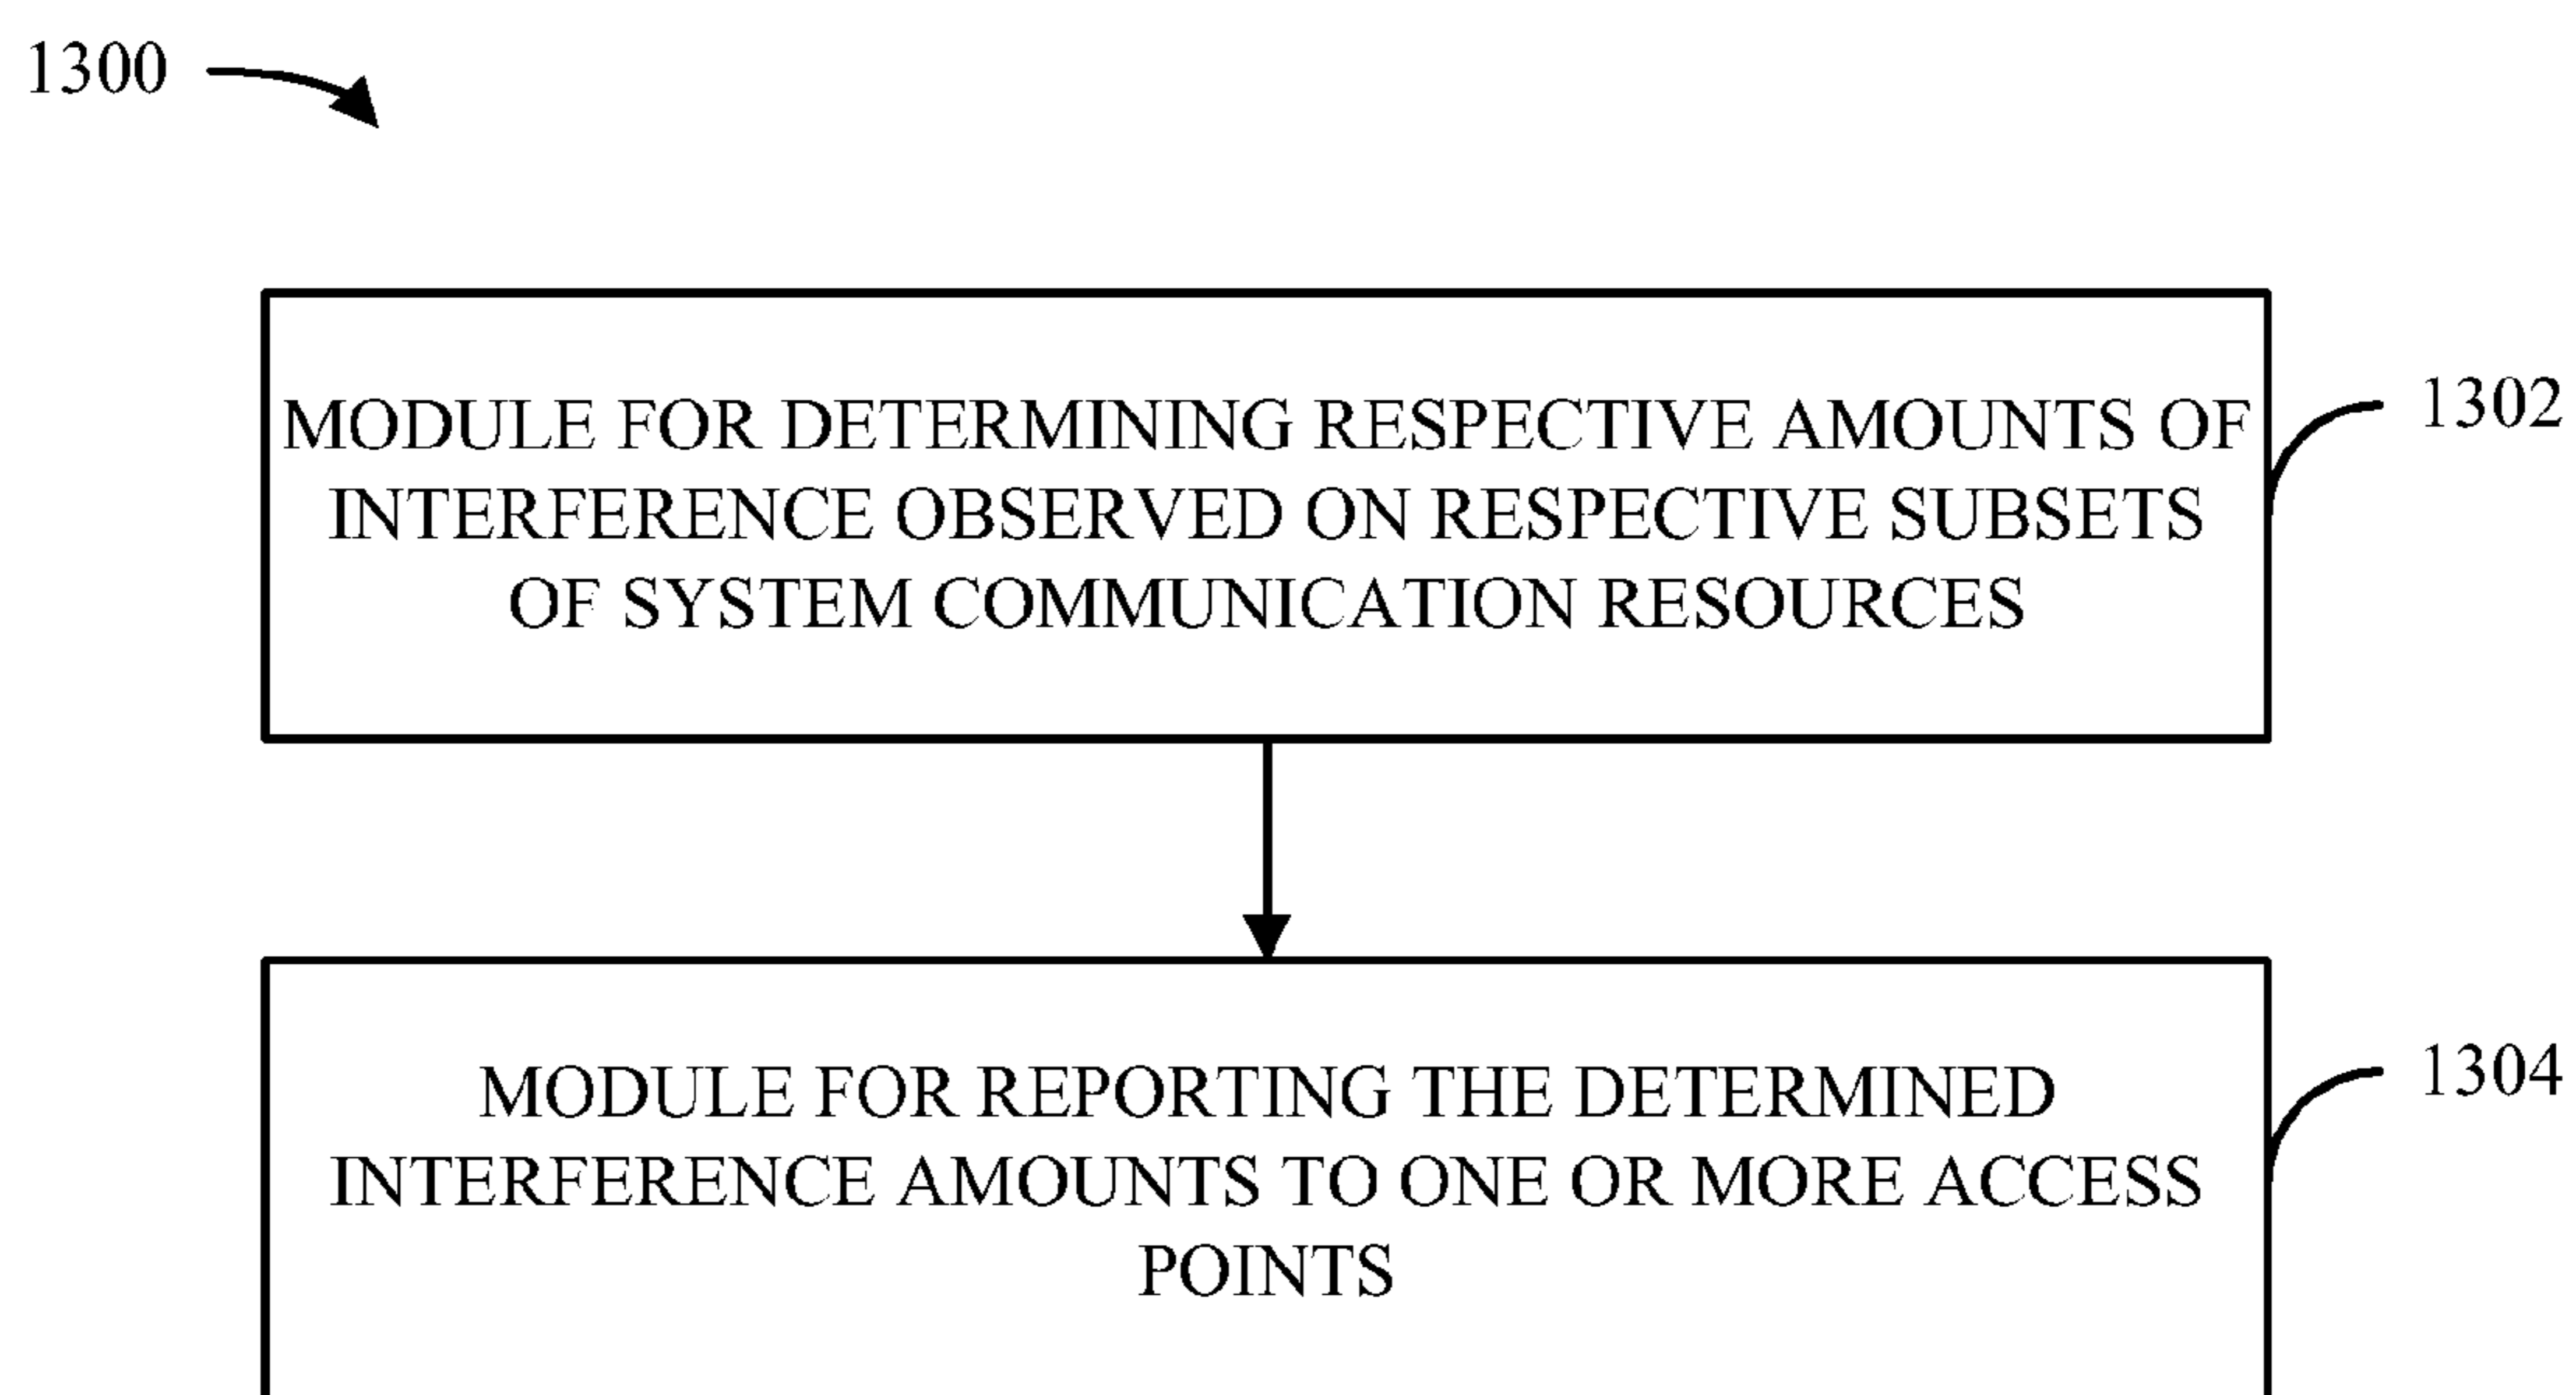 1300
MODULE FOR DETERMINING RESPECTIVE AMOUNTS OF
INTERFERENCE OBSERVED ON RESPECTIVE SUBSETS
OF SYSTEM COMMUNICATION RESOURCES
1302
MODULE FOR REPORTING THE DETERMINED
INTERFERENCE AMOUNTS TO ONE OR MORE ACCESS
POINTS
1304